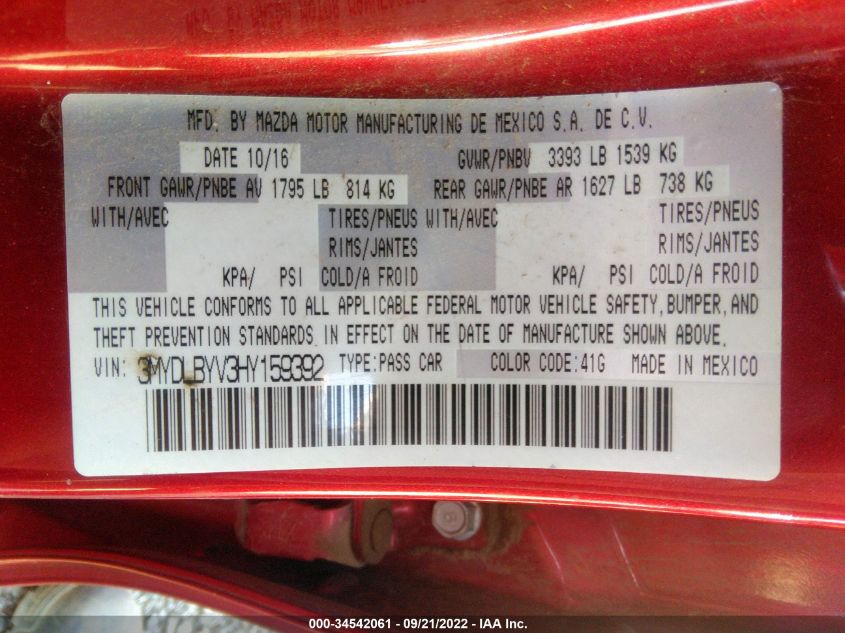 MFD. BY MAZDA MOTOR MANUFACTURING DE MEXICO S.A. DE C.V.
DATE 10/16 GVWR/PNBV 3393 LB 1539 KG
FRONT GAWR/PNBE AV 1795 LB 814 KG REAR GAWR/PNBE AR 1627 LB 738 KG
WITH/AVEC TIRES/PNEUS WITH/AVEC TIRES/PNEUS
RIMS/JANTES RIMS/JANTES
KPA/ PSI COLD/A FROID KPA/ PSI COLD/A FROID
THIS VEHICLE CONFORMS TO ALL APPLICABLE FEDERAL MOTOR VEHICLE SAFETY, BUMPER, AND
THEFT PREVENTION STANDARDS IN EFFECT ON THE DATE OF MANUFACTURE SHOWN ABOVE.
VIN: 3MYDLBYV3HY159392 TYPE:PASS CAR COLOR CODE:41G MADE IN MEXICO
000-34542061 - 09/21/2022 - IAA Inc.